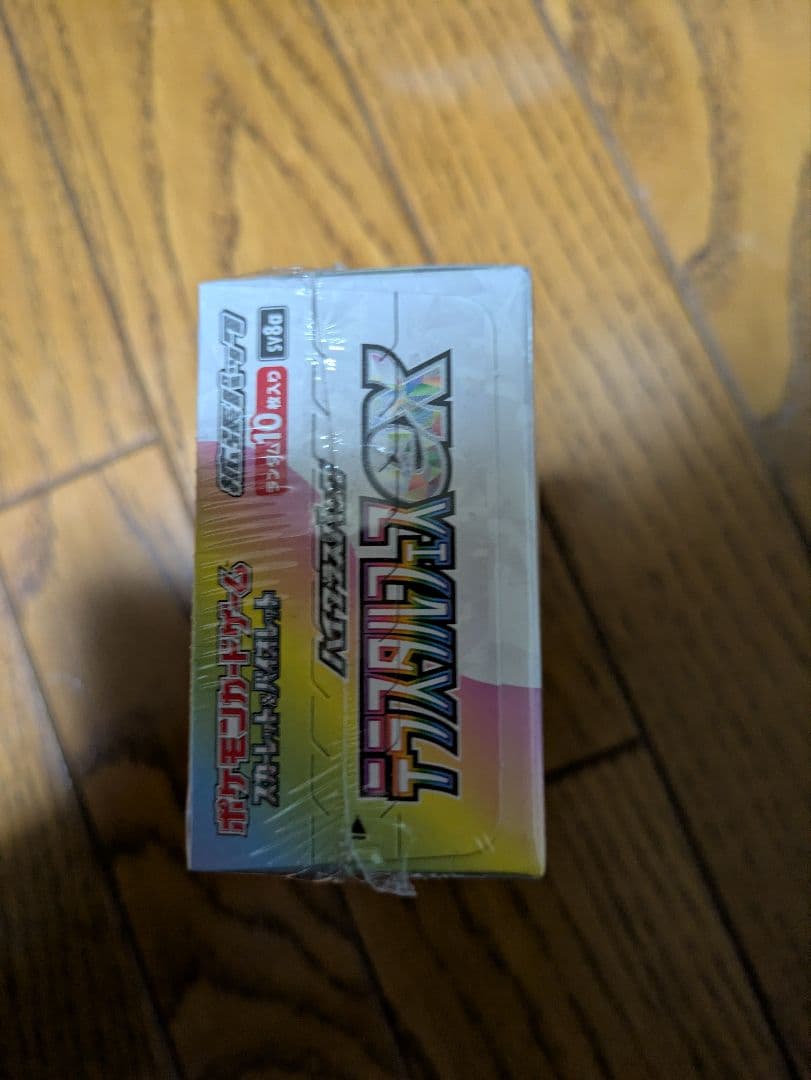 ポケモンカードゲーム
スカーレット&バイオレット
拡張パック
ランダム10枚入り
SV8a
ハイクラスパック
テラスタルフェスex